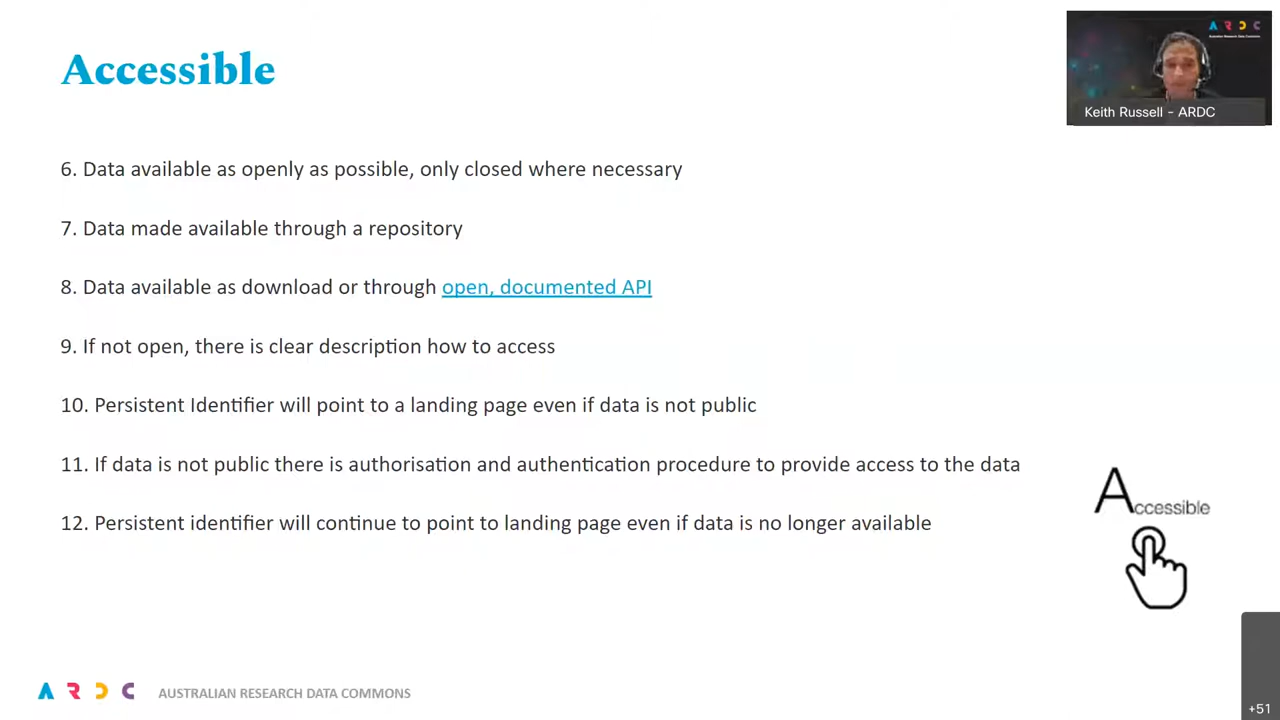 Accessible
A R D C
Keith Russell - ARDC
6. Data available as openly as possible, only closed where necessary
7. Data made available through a repository
8. Data available as download or through open, documented API
9. If not open, there is clear description how to access
10. Persistent Identifier will point to a landing page even if data is not public
11. If data is not public there is authorisation and authentication procedure to provide access to the data
12. Persistent identifier will continue to point to landing page even if data is no longer available
Accessible
A R D C AUSTRALIAN RESEARCH DATA COMMONS
+51